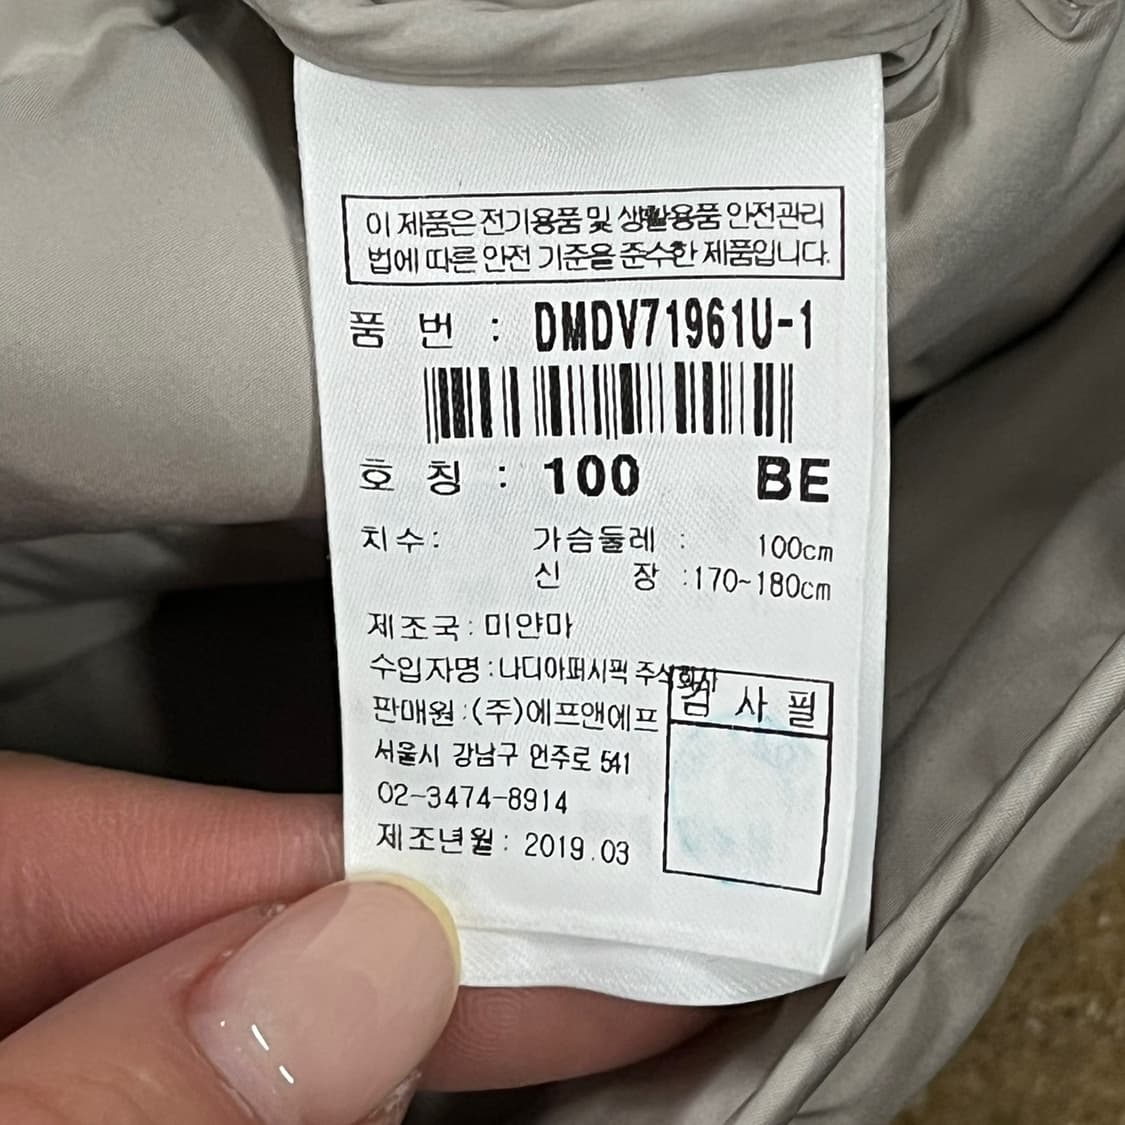 이 제품은 전기용품 및 생활용품 안전관리
법에 따른 안전 기준을 준수한 제품입니다.
품 번 : DMDV71961U-1
호 칭 : 100 BE
치수: 가슴둘레 : 100cm
신 장 :170~180cm
제조국: 미얀마
수입자명:나디아퍼시픽 주식회사
판매원:(주)에프앤에프
서울시 강남구 언주로 541
02-3474-8914
제조년월: 2019.03
검 사 필